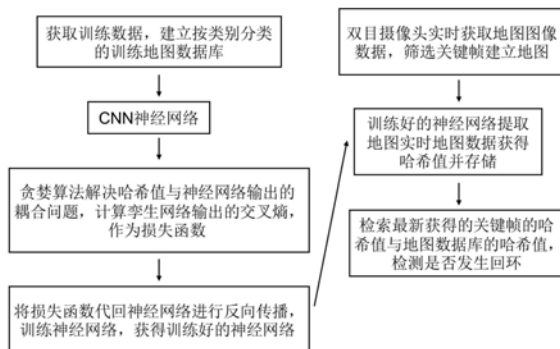 获取训练数据，建立按类别分类
的训练地图数据库
CNN神经网络
贪婪算法解决哈希值与神经网络输出的
耦合问题，计算孪生网络输出的交叉熵，
作为损失函数
将损失函数代回神经网络进行反向传播，
训练神经网络，获得训练好的神经网络
双目摄像头实时获取地图图像
数据，筛选关键帧建立地图
训练好的神经网络提取
地图实时地图数据获得
哈希值并存储
检索最新获得的关键帧的哈
希值与地图数据库的哈希值，
检测是否发生回环